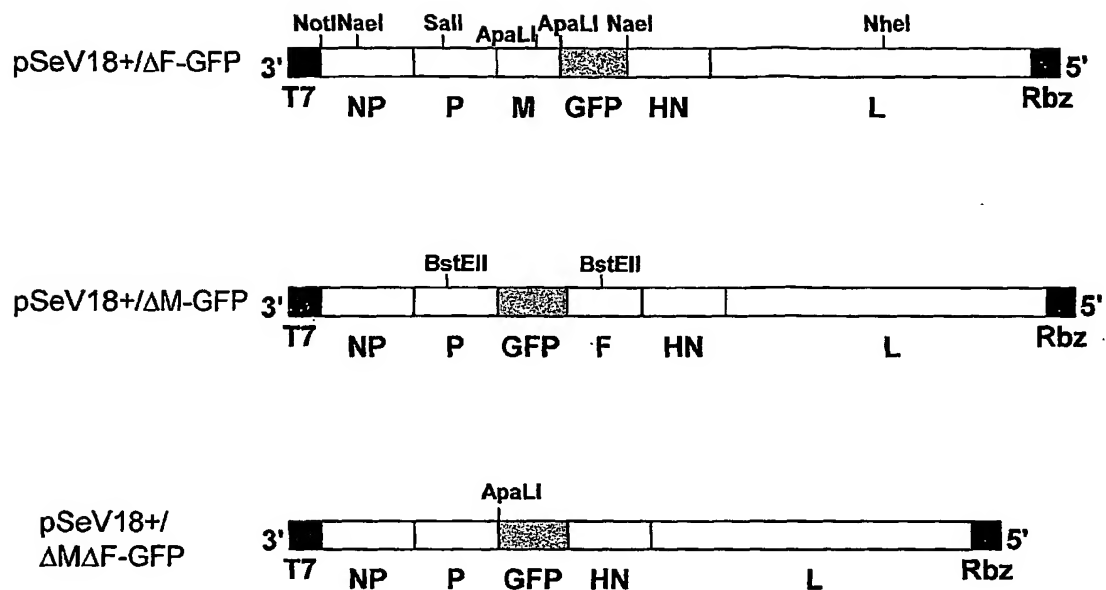 NotI NaeI SalI ApaLI ApaLI NaeI NheI
pSeV18+/ΔF-GFP 3' 5'
T7 NP P M GFP HN L Rbz
BstEII BstEII
pSeV18+/ΔM-GFP 3' 5'
T7 NP P GFP F HN L Rbz
ApaLI
pSeV18+/
ΔMΔF-GFP 3' 5'
T7 NP P GFP HN L Rbz